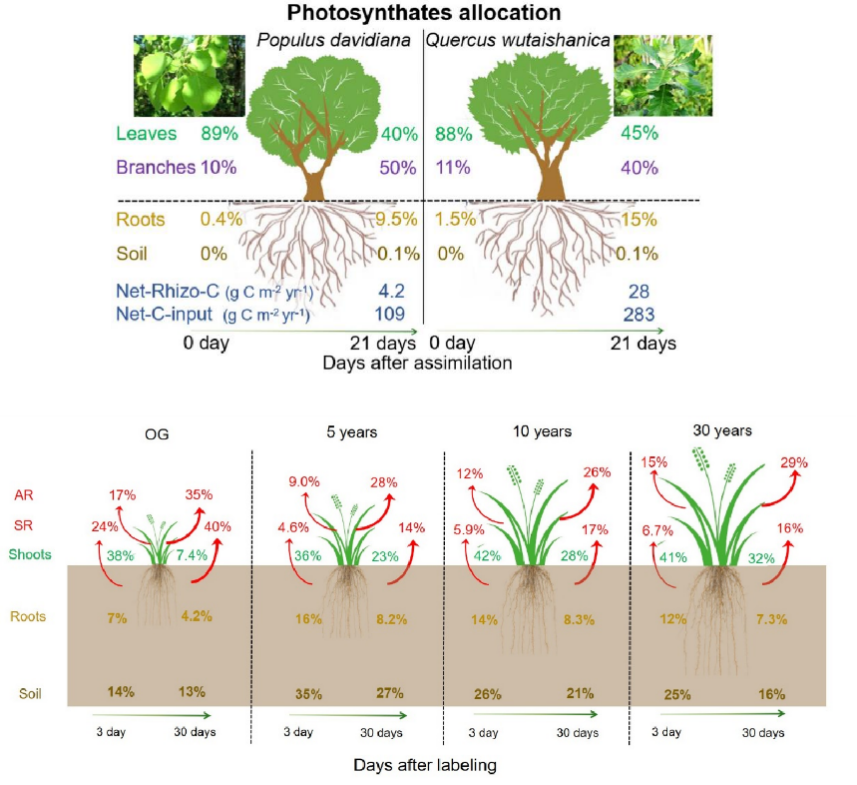 Photosynthates allocation
Populus davidiana Quercus wutaishanica
Leaves 89% 40% 88% 45%
Branches 10% 50% 11% 40%
Roots 0.4% 9.5% 1.5% 15%
Soil 0% 0.1% 0% 0.1%
Net-Rhizo-C (g C m⁻² yr⁻¹) 4.2 28
Net-C-input (g C m⁻² yr⁻¹) 109 283
0 day 21 days 0 day 21 days
Days after assimilation
OG 5 years 10 years 30 years
AR 17% 35% 9.0% 28% 12% 26% 15% 29%
SR 24% 40% 4.6% 14% 5.9% 17% 6.7% 16%
Shoots 38% 7.4% 36% 23% 42% 28% 41% 32%
Roots 7% 4.2% 16% 8.2% 14% 8.3% 12% 7.3%
Soil 14% 13% 35% 27% 26% 21% 25% 16%
3 day 30 days 3 day 30 days 3 day 30 days 3 day 30 days
Days after labeling